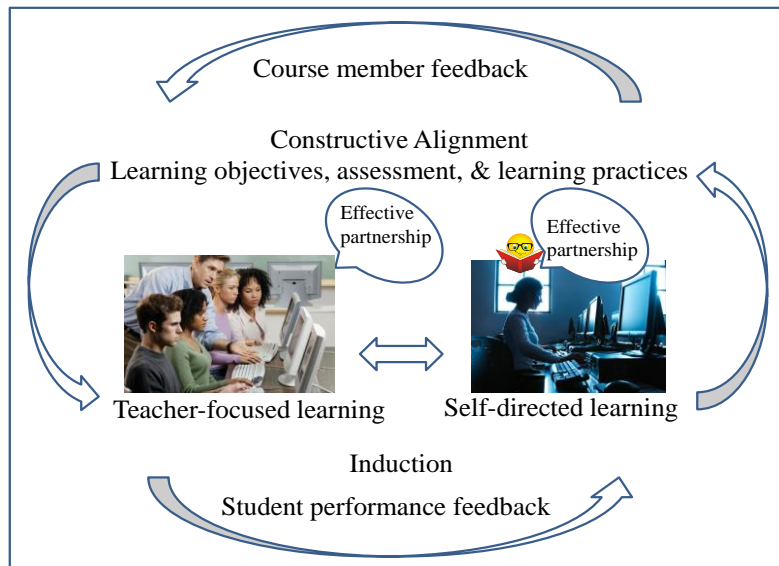 Course member feedback
Constructive Alignment
Learning objectives, assessment, & learning practices
Effective
partnership
Effective
partnership
Teacher-focused learning
Self-directed learning
Induction
Student performance feedback